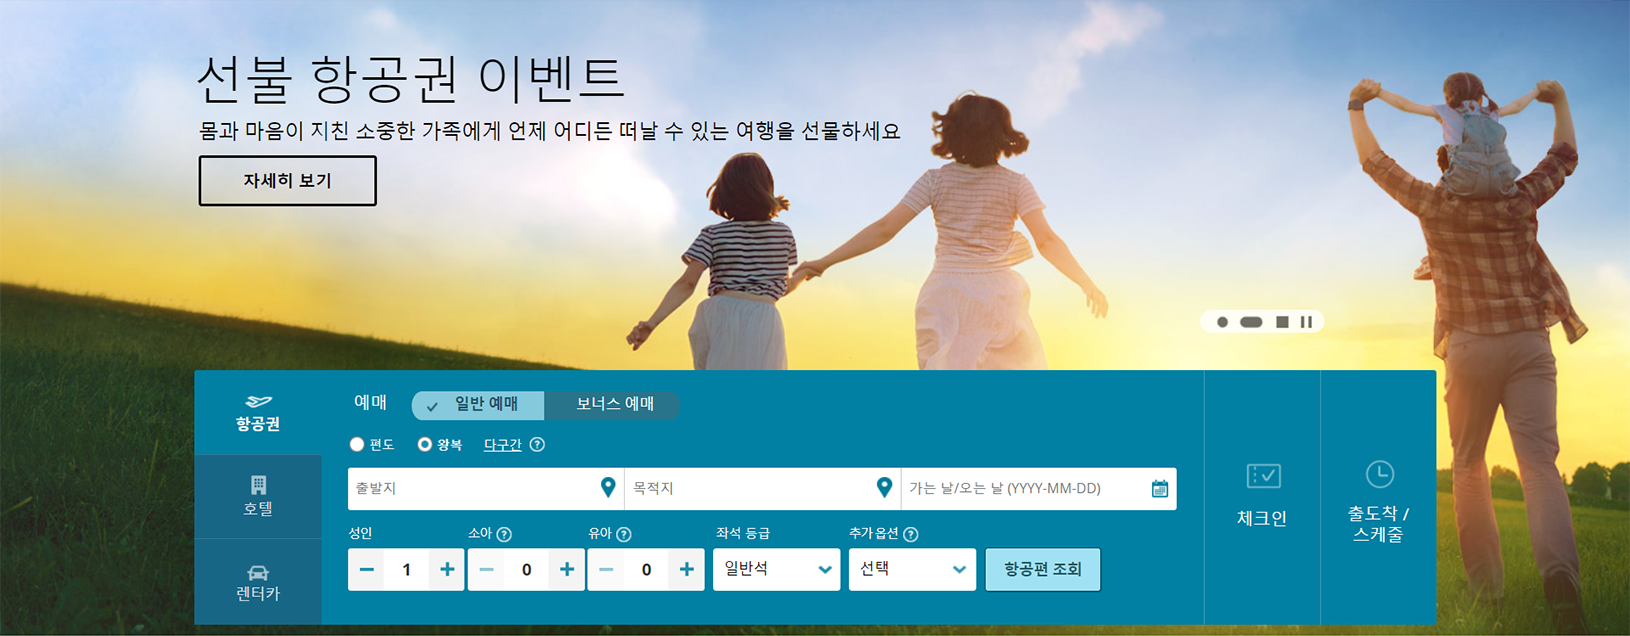 선불 항공권 이벤트
몸과 마음이 지친 소중한 가족에게 언제 어디든 떠날 수 있는 여행을 선물하세요
자세히 보기
항공권
호텔
렌터카
예매 일반 예매 보너스 예매
편도 왕복 다구간 ?
출발지 목적지 가는 날/오는 날 (YYYY-MM-DD)
성인 소아 ? 유아 ? 좌석 등급 추가 옵션 ?
− 1 + − 0 + − 0 + 일반석 선택 항공편 조회
체크인
출도착 /
스케줄